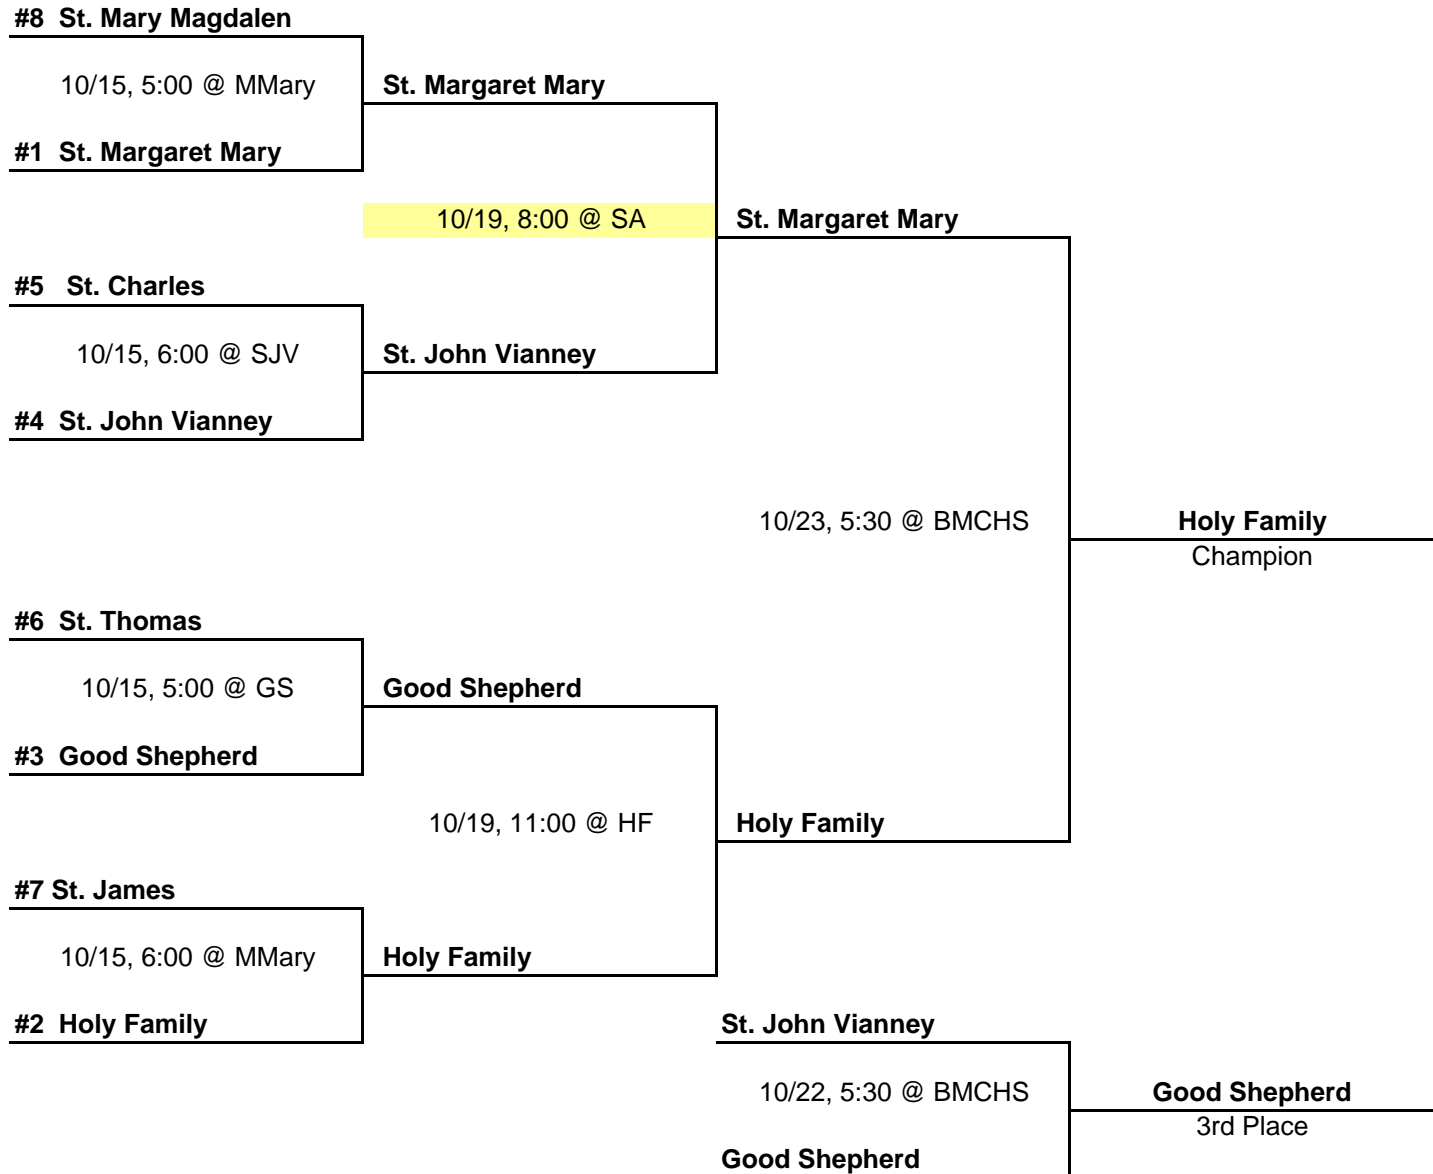 #8 St. Mary Magdalen
10/15, 5:00 @ MMary
St. Margaret Mary
#1 St. Margaret Mary
10/19, 8:00 @ SA
St. Margaret Mary
#5 St. Charles
10/15, 6:00 @ SJV
St. John Vianney
#4 St. John Vianney
10/23, 5:30 @ BMCHS
Holy Family
Champion
#6 St. Thomas
10/15, 5:00 @ GS
Good Shepherd
#3 Good Shepherd
10/19, 11:00 @ HF
Holy Family
#7 St. James
10/15, 6:00 @ MMary
Holy Family
#2 Holy Family
St. John Vianney
10/22, 5:30 @ BMCHS
Good Shepherd
3rd Place
Good Shepherd